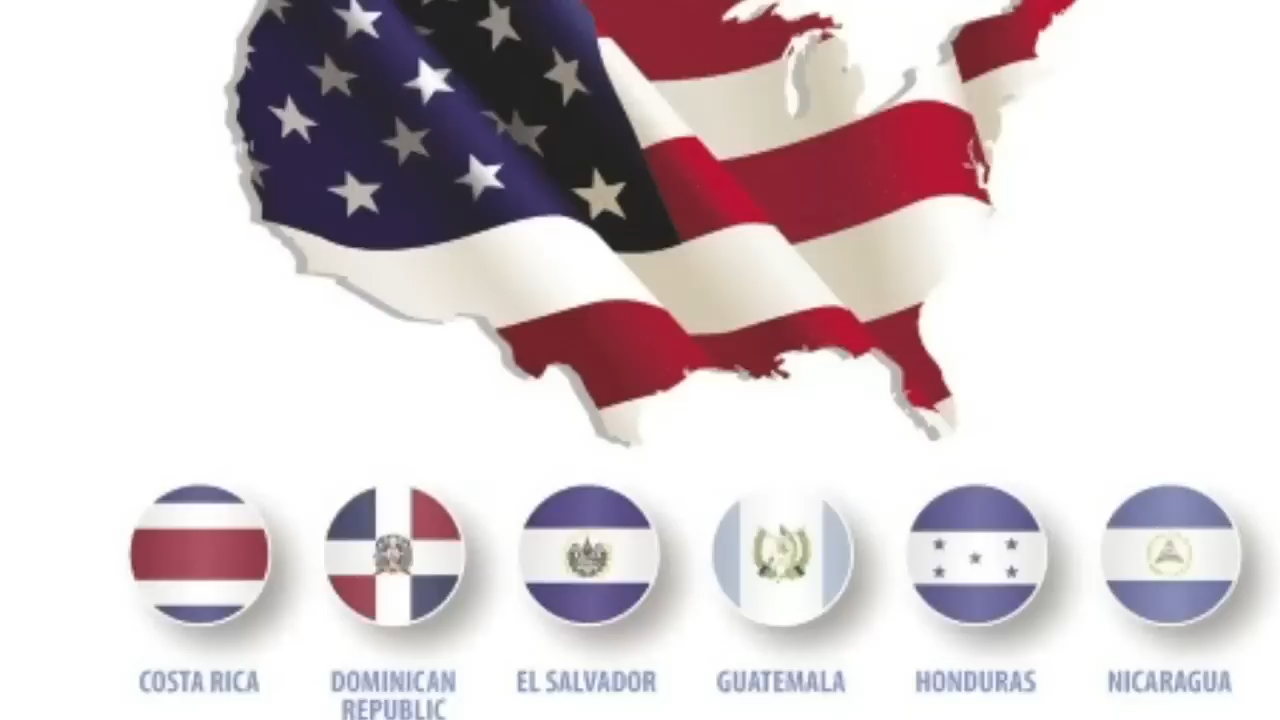 COSTA RICA
DOMINICAN
REPUBLIC
EL SALVADOR
GUATEMALA
HONDURAS
NICARAGUA